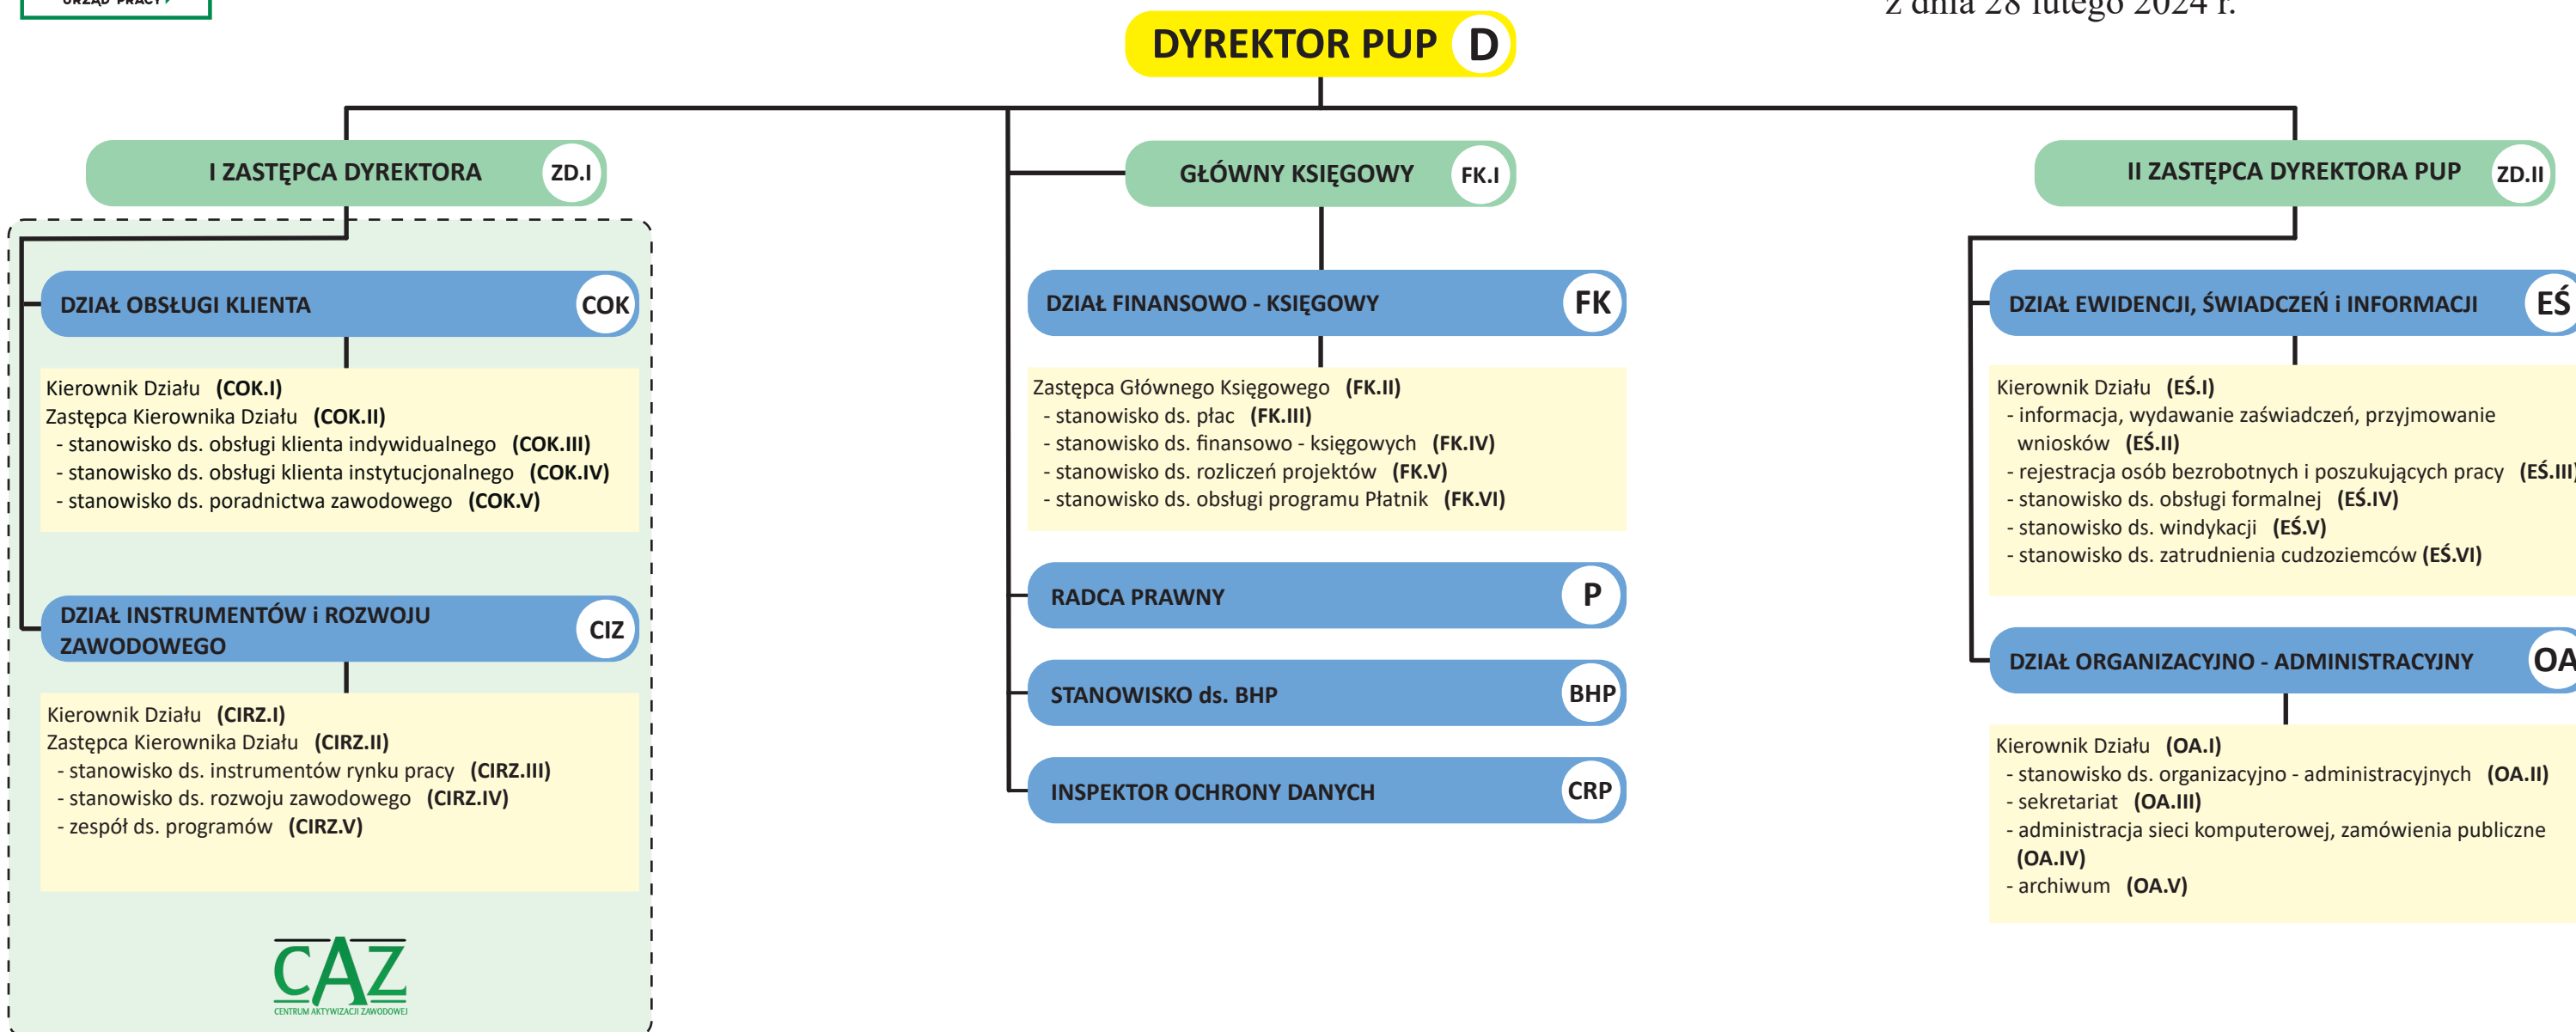 URZĄD PRACY
z dnia 28 lutego 2024 r.
DYREKTOR PUP D
I ZASTĘPCA DYREKTORA ZD.I
GŁÓWNY KSIĘGOWY FK.I
II ZASTĘPCA DYREKTORA PUP ZD.II
DZIAŁ OBSŁUGI KLIENTA COK
Kierownik Działu (COK.I)
Zastępca Kierownika Działu (COK.II)
- stanowisko ds. obsługi klienta indywidualnego (COK.III)
- stanowisko ds. obsługi klienta instytucjonalnego (COK.IV)
- stanowisko ds. poradnictwa zawodowego (COK.V)
DZIAŁ INSTRUMENTÓW i ROZWOJU
ZAWODOWEGO
CIZ
Kierownik Działu (CIRZ.I)
Zastępca Kierownika Działu (CIRZ.II)
- stanowisko ds. instrumentów rynku pracy (CIRZ.III)
- stanowisko ds. rozwoju zawodowego (CIRZ.IV)
- zespół ds. programów (CIRZ.V)
CAZ
CENTRUM AKTYWIZACJI ZAWODOWEJ
DZIAŁ FINANSOWO - KSIĘGOWY FK
Zastępca Głównego Księgowego (FK.II)
- stanowisko ds. płac (FK.III)
- stanowisko ds. finansowo - księgowych (FK.IV)
- stanowisko ds. rozliczeń projektów (FK.V)
- stanowisko ds. obsługi programu Płatnik (FK.VI)
RADCA PRAWNY P
STANOWISKO ds. BHP BHP
INSPEKTOR OCHRONY DANYCH CRP
DZIAŁ EWIDENCJI, ŚWIADCZEŃ i INFORMACJI EŚ
Kierownik Działu (EŚ.I)
- informacja, wydawanie zaświadczeń, przyjmowanie
wniosków (EŚ.II)
- rejestracja osób bezrobotnych i poszukujących pracy (EŚ.III)
- stanowisko ds. obsługi formalnej (EŚ.IV)
- stanowisko ds. windykacji (EŚ.V)
- stanowisko ds. zatrudnienia cudzoziemców (EŚ.VI)
DZIAŁ ORGANIZACYJNO - ADMINISTRACYJNY OA
Kierownik Działu (OA.I)
- stanowisko ds. organizacyjno - administracyjnych (OA.II)
- sekretariat (OA.III)
- administracja sieci komputerowej, zamówienia publiczne
(OA.IV)
- archiwum (OA.V)